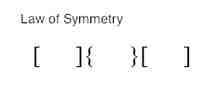 Law of Symmetry
[ ]{ }[ ]